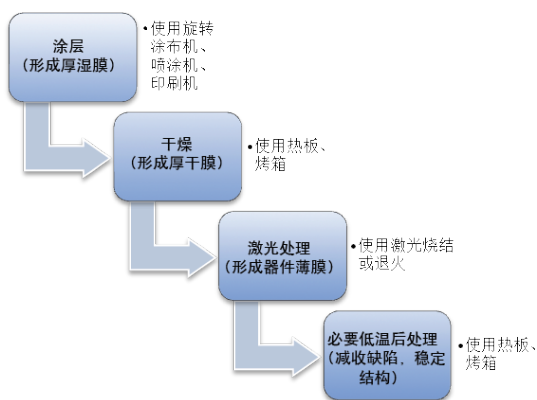 涂层
（形成厚湿膜）
•使用旋转
涂布机、
喷涂机、
印刷机
干燥
（形成厚干膜）
•使用热板、
烤箱
激光处理
（形成器件薄膜）
•使用激光烧结
或退火
必要低温后处理
（减收缺陷、稳定
结构）
•使用热板、
烤箱